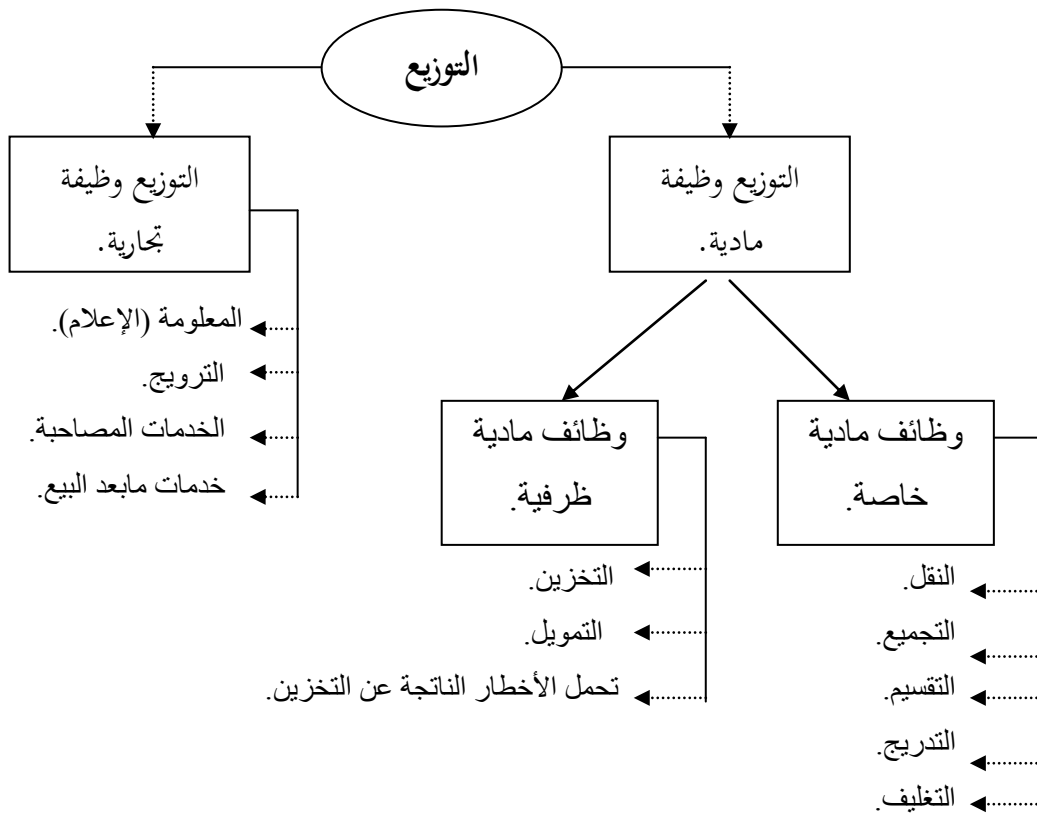 التوزيع
التوزيع وظيفة
مادية.
التوزيع وظيفة
تجارية.
المعلومة (الإعلام).
الترويج.
الخدمات المصاحبة.
خدمات مابعد البيع.
وظائف مادية
خاصة.
وظائف مادية
ظرفية.
النقل.
التجميع.
التقسيم.
التدريج.
التغليف.
التخزين.
التمويل.
تحمل الأخطار الناتجة عن التخزين.